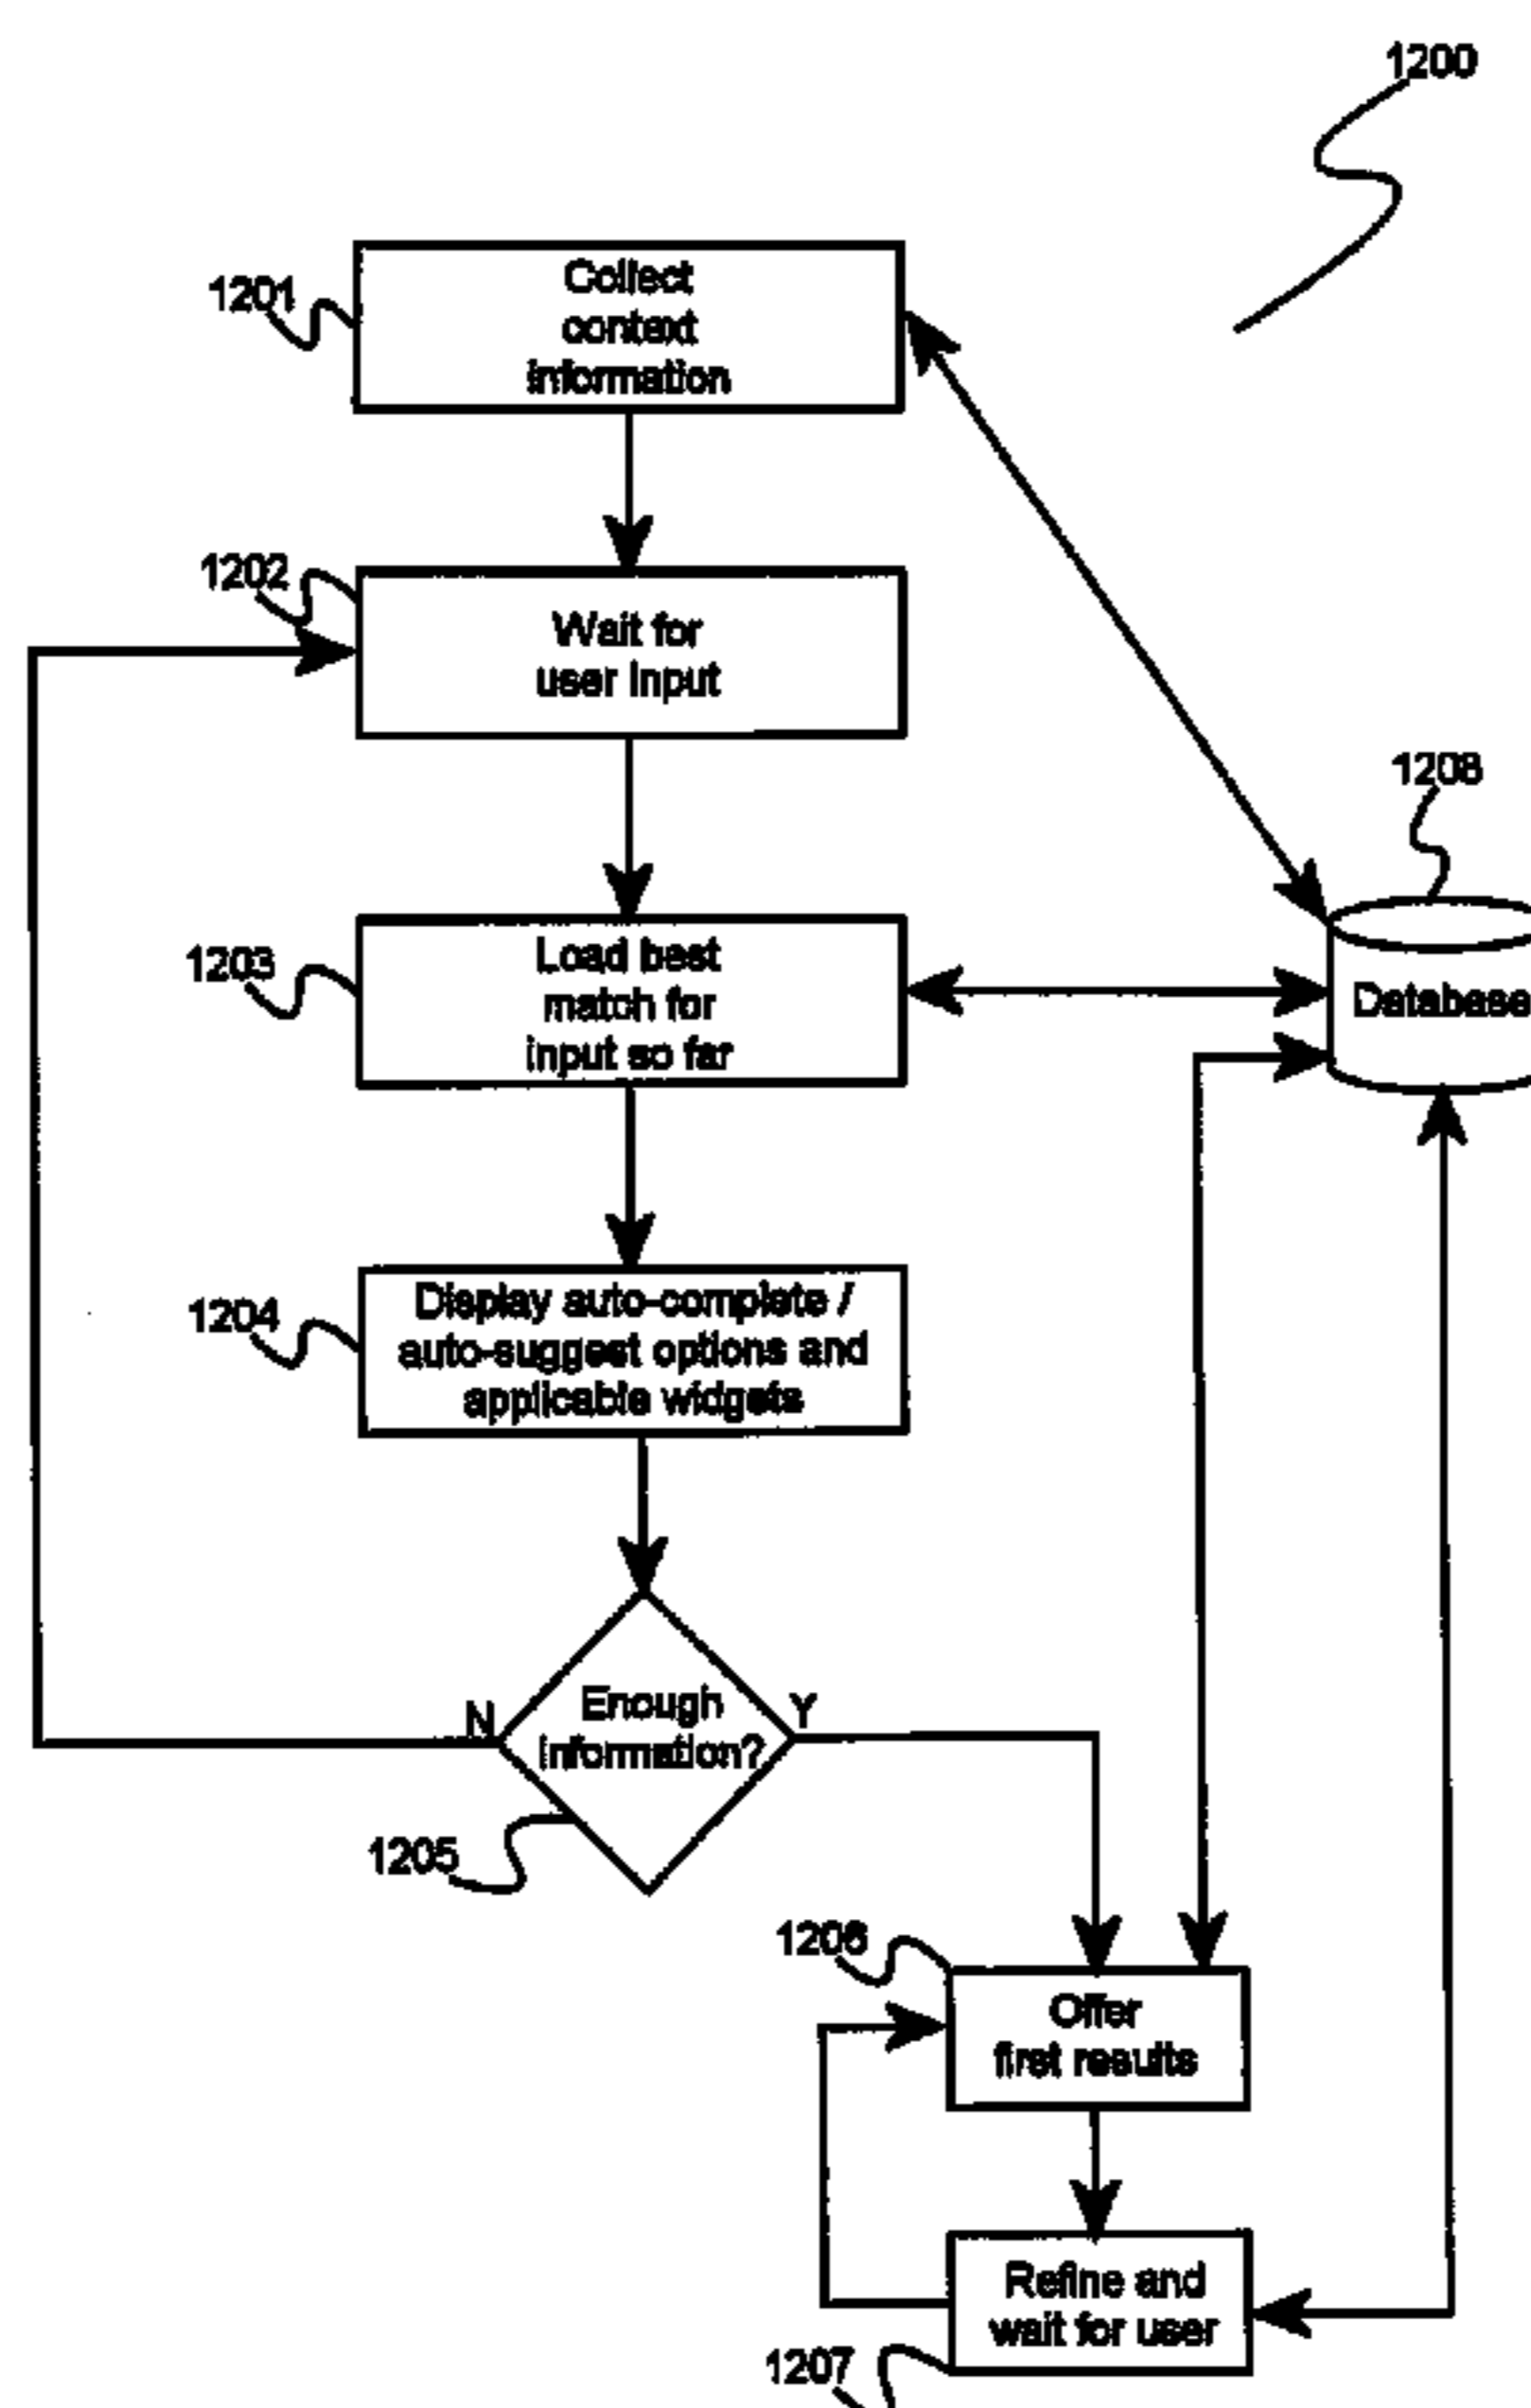 1200
1201
Collect
context
information
1202
Wait for
user input
1208
1203
Load best
match for
input so far
Database
1204
Display auto-complete /
auto-suggest options and
applicable widgets
N
Enough
information?
Y
1205
1206
Offer
first results
Refine and
wait for user
1207